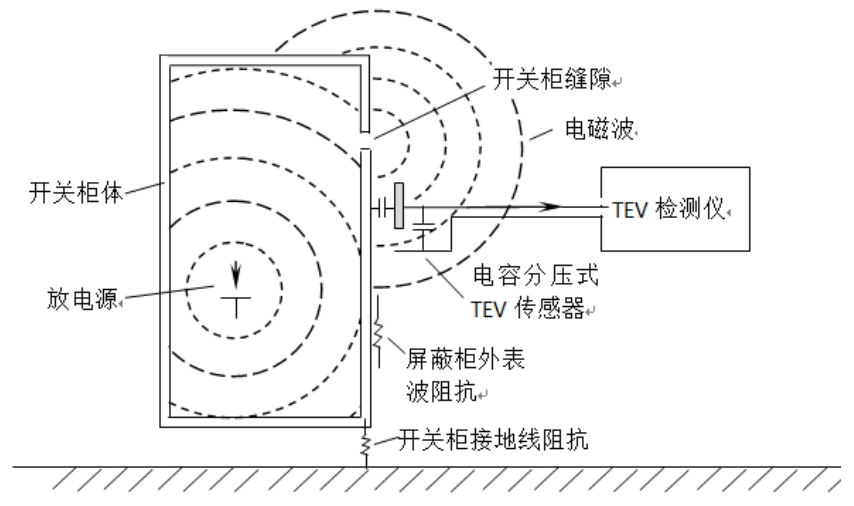 开关柜缝隙
电磁波
开关柜体
TEV 检测仪
放电源
电容分压式
TEV 传感器
屏蔽柜外表
波阻抗
开关柜接地线阻抗